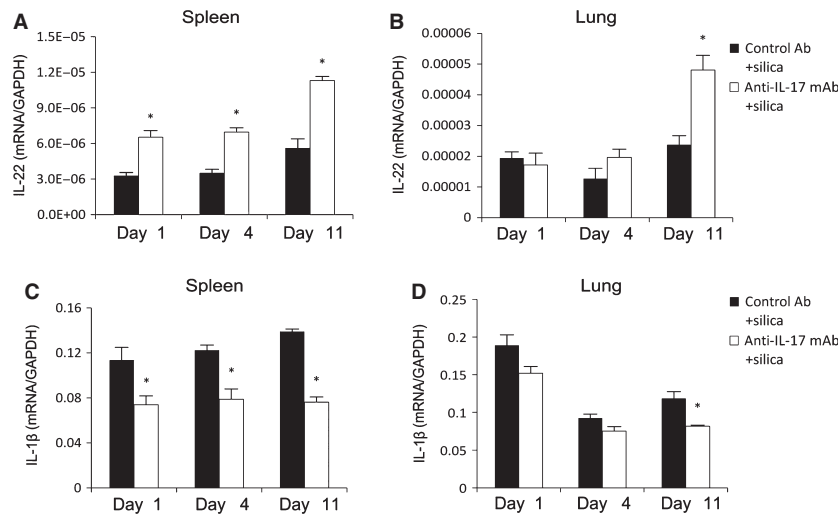 A
Spleen
1.5E−05
1.2E−05
9.0E−06
6.0E−06
3.0E−06
0.0E+00
IL-22 (mRNA/GAPDH)
*
*
*
Day 1
Day 4
Day 11
B
Lung
0.00006
0.00005
0.00004
0.00003
0.00002
0.00001
0
IL-22 (mRNA/GAPDH)
*
Day 1
Day 4
Day 11
Control Ab
+silica
Anti-IL-17 mAb
+silica
C
Spleen
0.16
0.12
0.08
0.04
0
IL-1β (mRNA/GAPDH)
*
*
*
Day 1
Day 4
Day 11
D
Lung
0.25
0.2
0.15
0.1
0.05
0
IL-1β (mRNA/GAPDH)
*
Day 1
Day 4
Day 11
Control Ab
+silica
Anti-IL-17 mAb
+silica